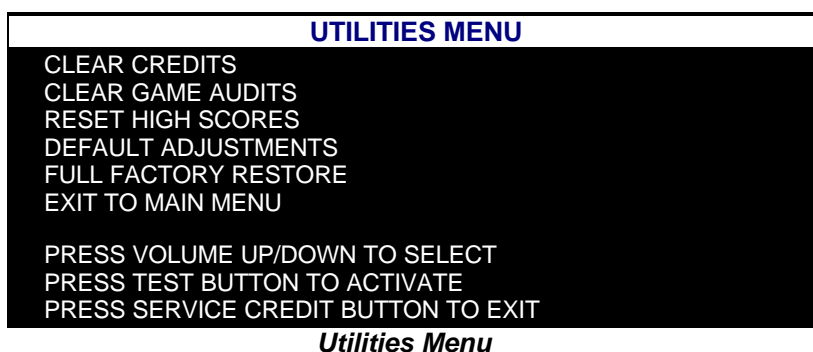 UTILITIES MENU
CLEAR CREDITS
CLEAR GAME AUDITS
RESET HIGH SCORES
DEFAULT ADJUSTMENTS
FULL FACTORY RESTORE
EXIT TO MAIN MENU
PRESS VOLUME UP/DOWN TO SELECT
PRESS TEST BUTTON TO ACTIVATE
PRESS SERVICE CREDIT BUTTON TO EXIT
Utilities Menu